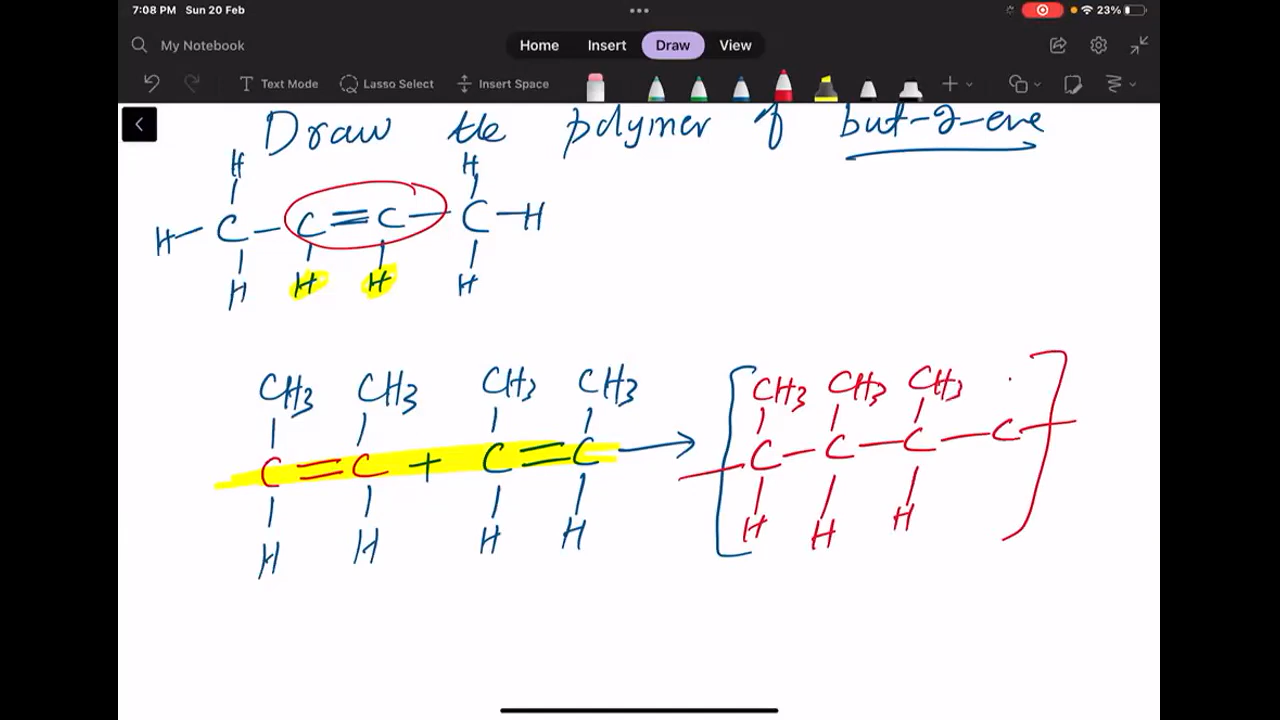 7:08 PM Sun 20 Feb
23%
My Notebook
Home Insert Draw View
Text Mode Lasso Select Insert Space
Draw the polymer of but-2-ene
H H
H-C-C=C-C-H
H H H H
CH3 CH3 CH3 CH3 CH3 CH3 CH3
C=C + C=C → [-C-C-C-C-]
H H H H H H H